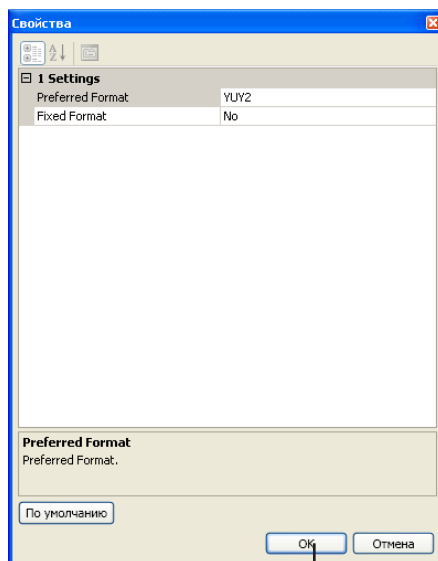 Свойства
1 Settings
Preferred Format YUY2
Fixed Format No
Preferred Format
Preferred Format.
По умолчанию
OK Отмена